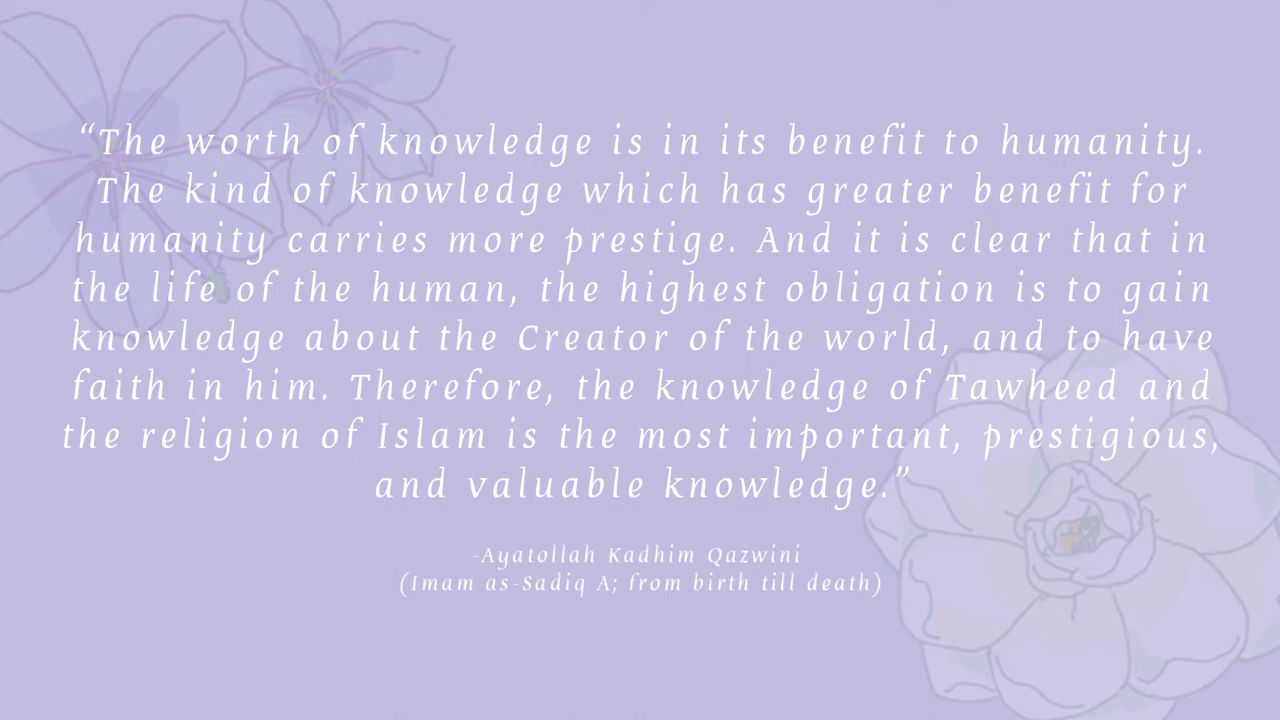 “The worth of knowledge is in its benefit to humanity.
The kind of knowledge which has greater benefit for
humanity carries more prestige. And it is clear that in
the life of the human, the highest obligation is to gain
knowledge about the Creator of the world, and to have
faith in him. Therefore, the knowledge of Tawheed and
the religion of Islam is the most important, prestigious,
and valuable knowledge.”
-Ayatollah Kadhim Qazwini
(Imam as-Sadiq A; from birth till death)